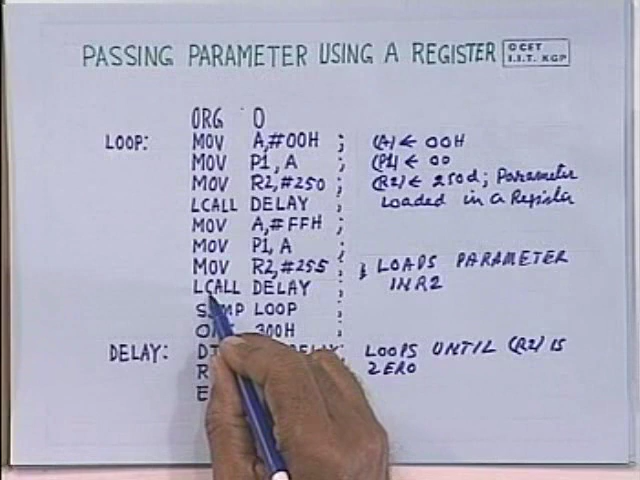 PASSING PARAMETER USING A REGISTER
© CET
I.I.T. KGP
ORG 0
LOOP: MOV A,#00H ; (A) ← 00H
MOV P1, A ; (P1) ← 00
MOV R2, #250 ; (R2) ← 250d; Parameter
LCALL DELAY ; Loaded in a Register
MOV A,#FFH ;
MOV P1, A ;
MOV R2, #255 ; ; LOADS PARAMETER
LCALL DELAY ; IN R2
LOOP ;
300H
DELAY: LOOPS UNTIL (R2) IS
ZERO